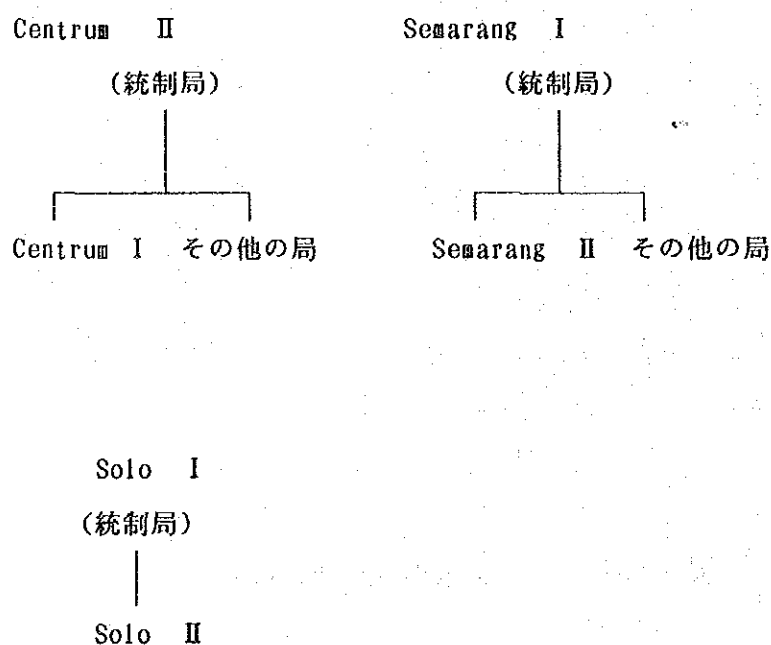 Centrum Ⅱ
(統制局)
Centrum Ⅰ その他の局
Semarang Ⅰ
(統制局)
Semarang Ⅱ その他の局
Solo Ⅰ
(統制局)
Solo Ⅱ